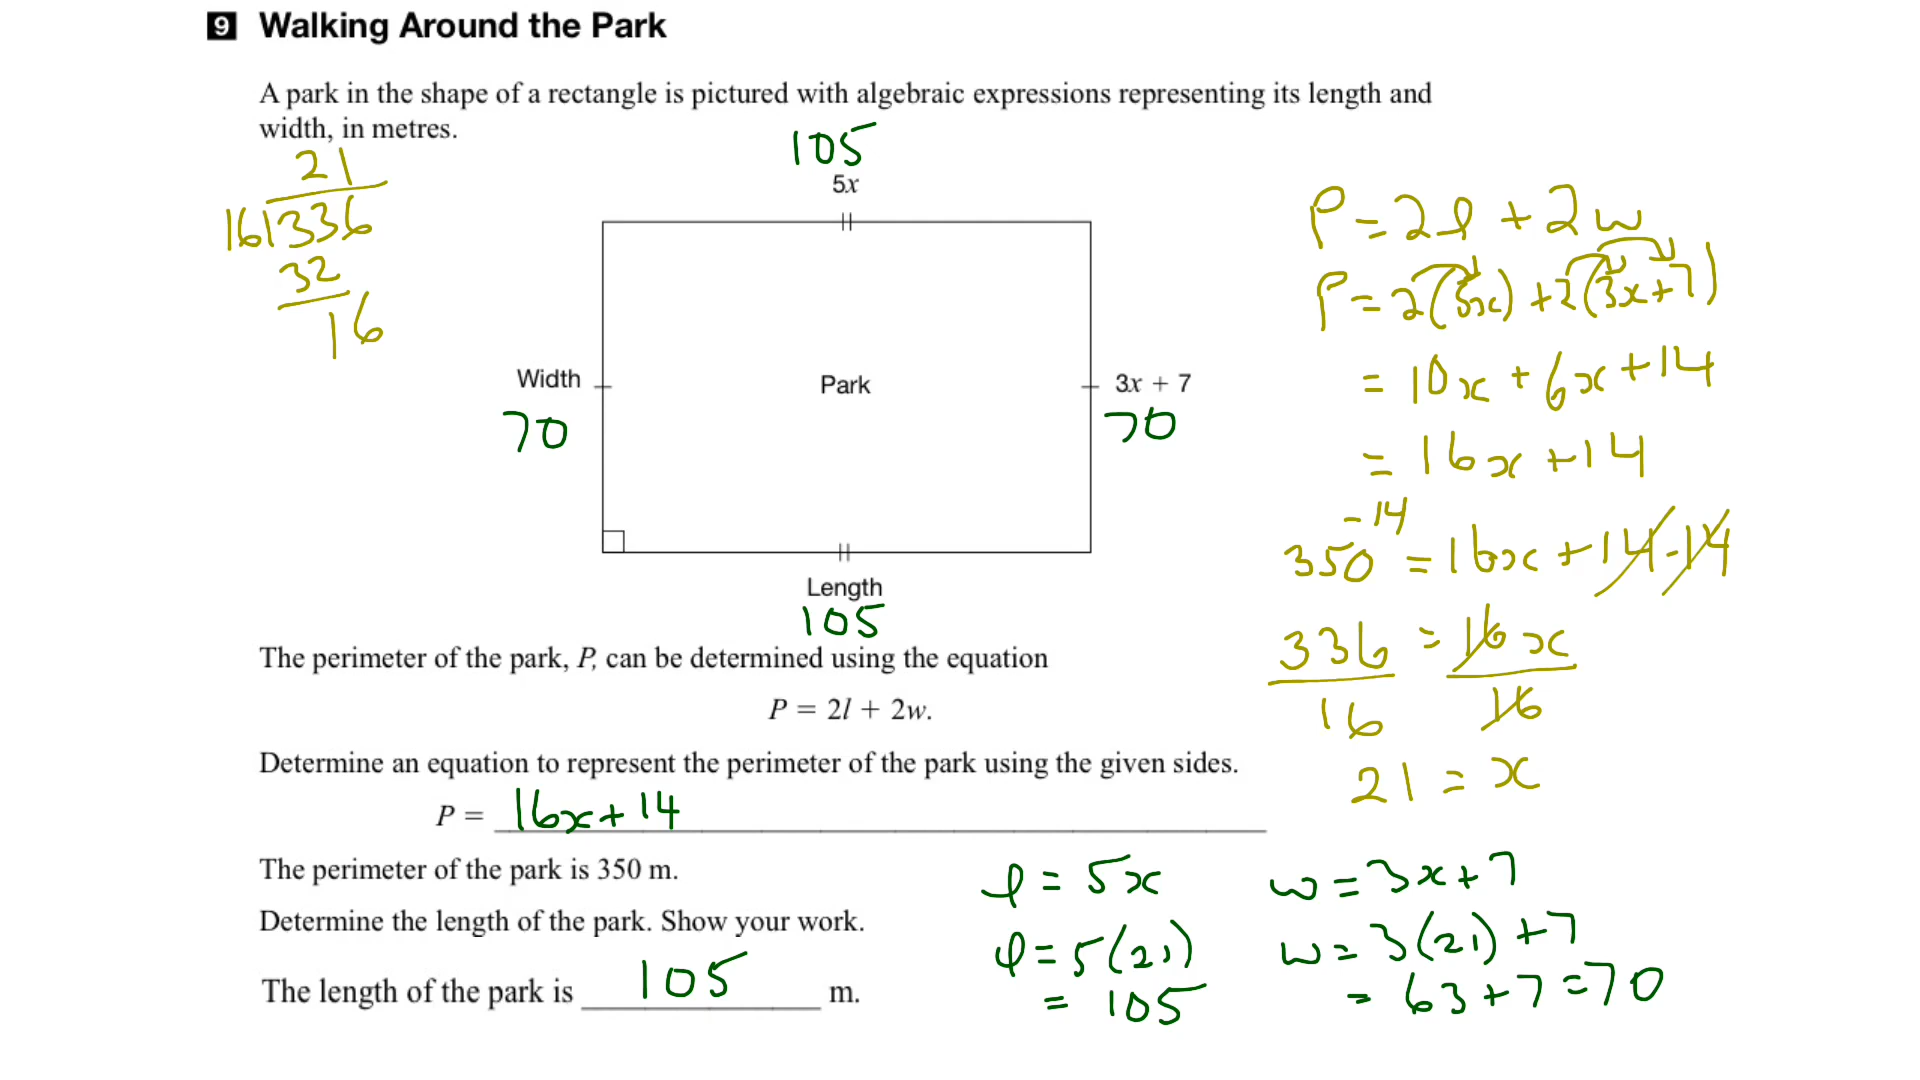 9 Walking Around the Park
A park in the shape of a rectangle is pictured with algebraic expressions representing its length and
width, in metres.
105
5x
21
16)336
32
16
Width
70
Park
3x + 7
70
Length
105
P = 2l + 2w
P = 2(5x) + 2(3x + 7)
= 10x + 6x + 14
= 16x + 14
-14
350 = 16x + 14 - 14
336 = 16x
16 16
21 = x
The perimeter of the park, P, can be determined using the equation
P = 2l + 2w.
Determine an equation to represent the perimeter of the park using the given sides.
P = 16x + 14
The perimeter of the park is 350 m.
Determine the length of the park. Show your work.
The length of the park is 105 m.
l = 5x
l = 5(21)
= 105
w = 3x + 7
w = 3(21) + 7
= 63 + 7 = 70